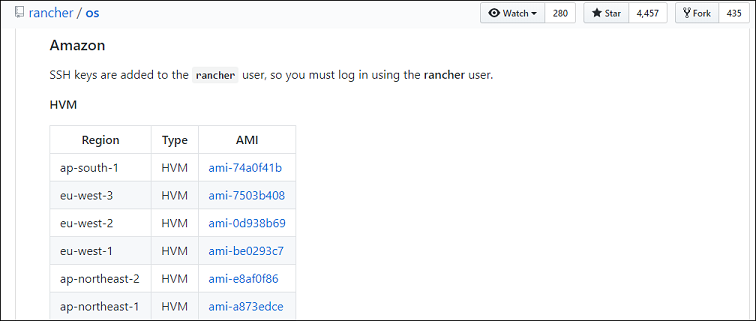 rancher / os Watch 280 Star 4,457 Fork 435
Amazon
SSH keys are added to the rancher user, so you must log in using the rancher user.
HVM
Region Type AMI
ap-south-1 HVM ami-74a0f41b
eu-west-3 HVM ami-7503b408
eu-west-2 HVM ami-0d938b69
eu-west-1 HVM ami-be0293c7
ap-northeast-2 HVM ami-e8af0f86
ap-northeast-1 HVM ami-a873edce